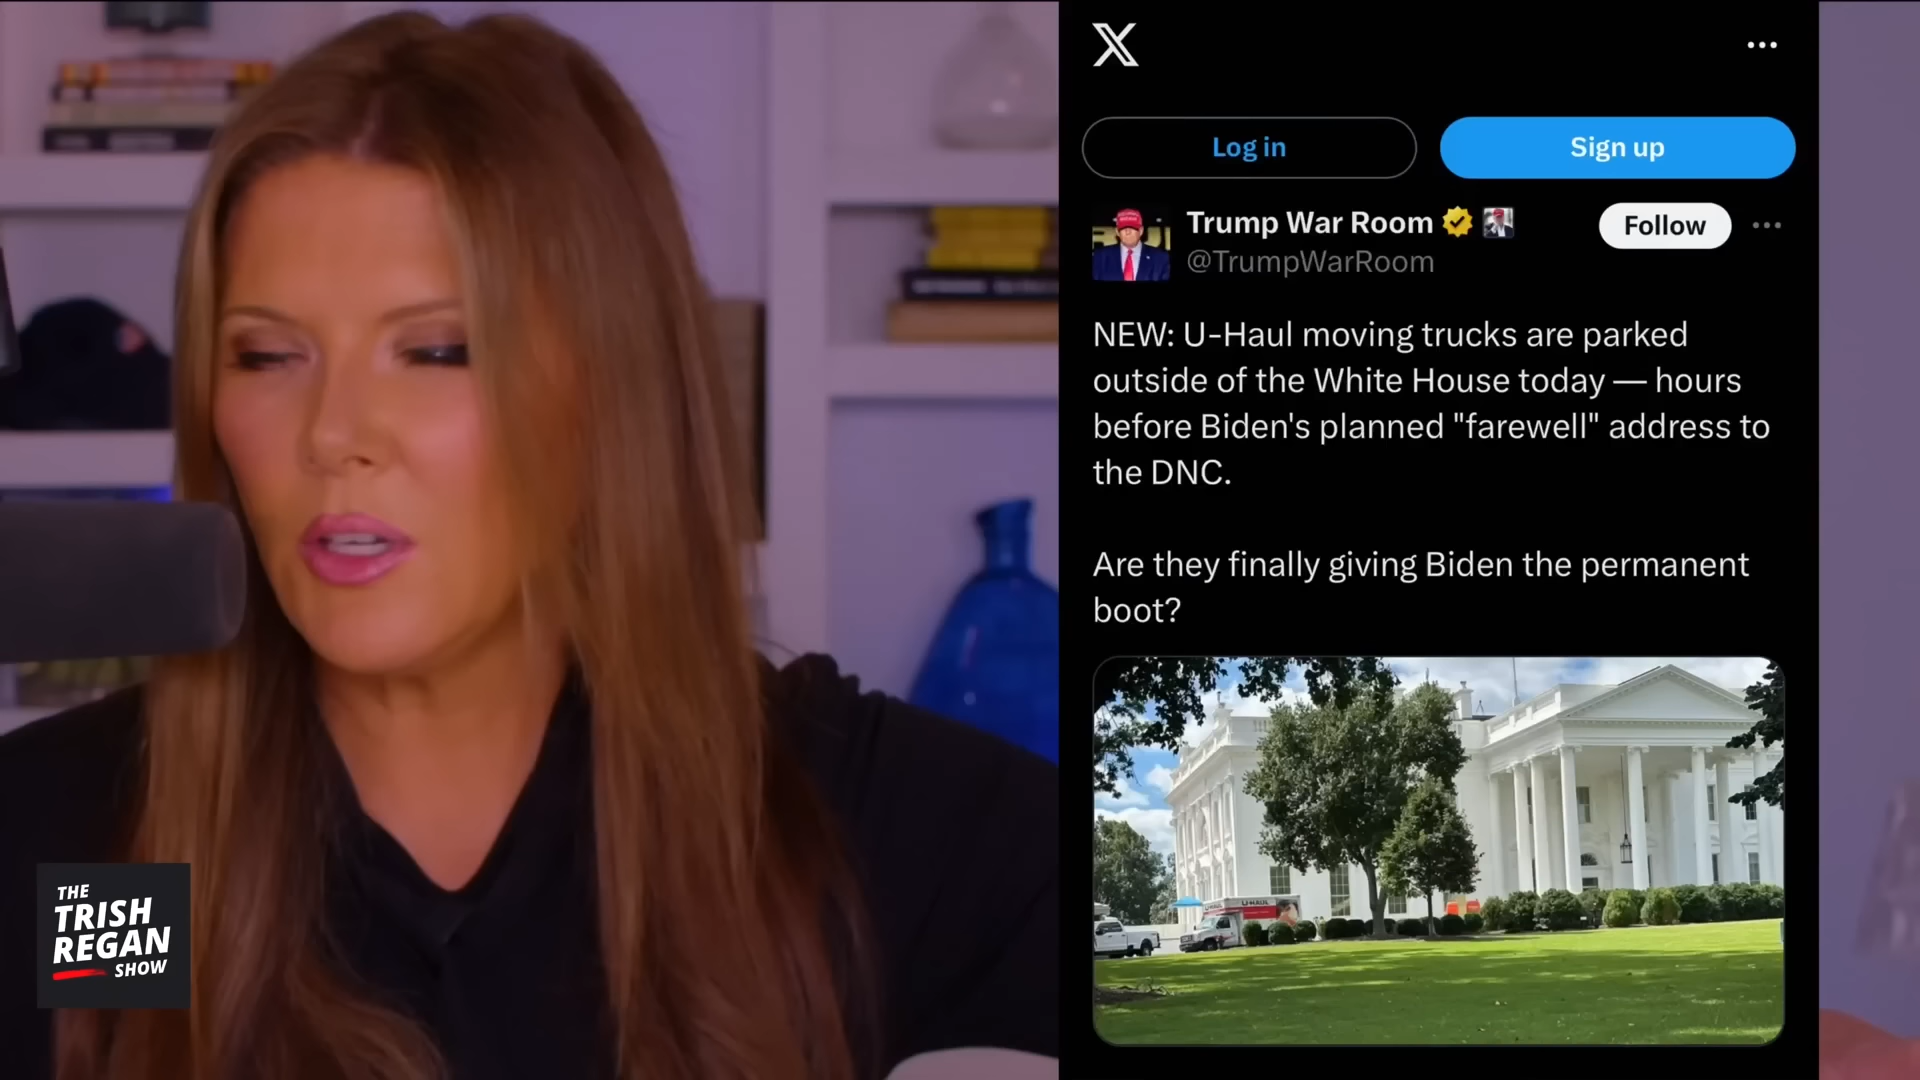 Log in
Sign up
Trump War Room
Follow
@TrumpWarRoom
NEW: U-Haul moving trucks are parked
outside of the White House today — hours
before Biden's planned "farewell" address to
the DNC.
Are they finally giving Biden the permanent
boot?
U-HAUL
THE
TRISH
REGAN
SHOW